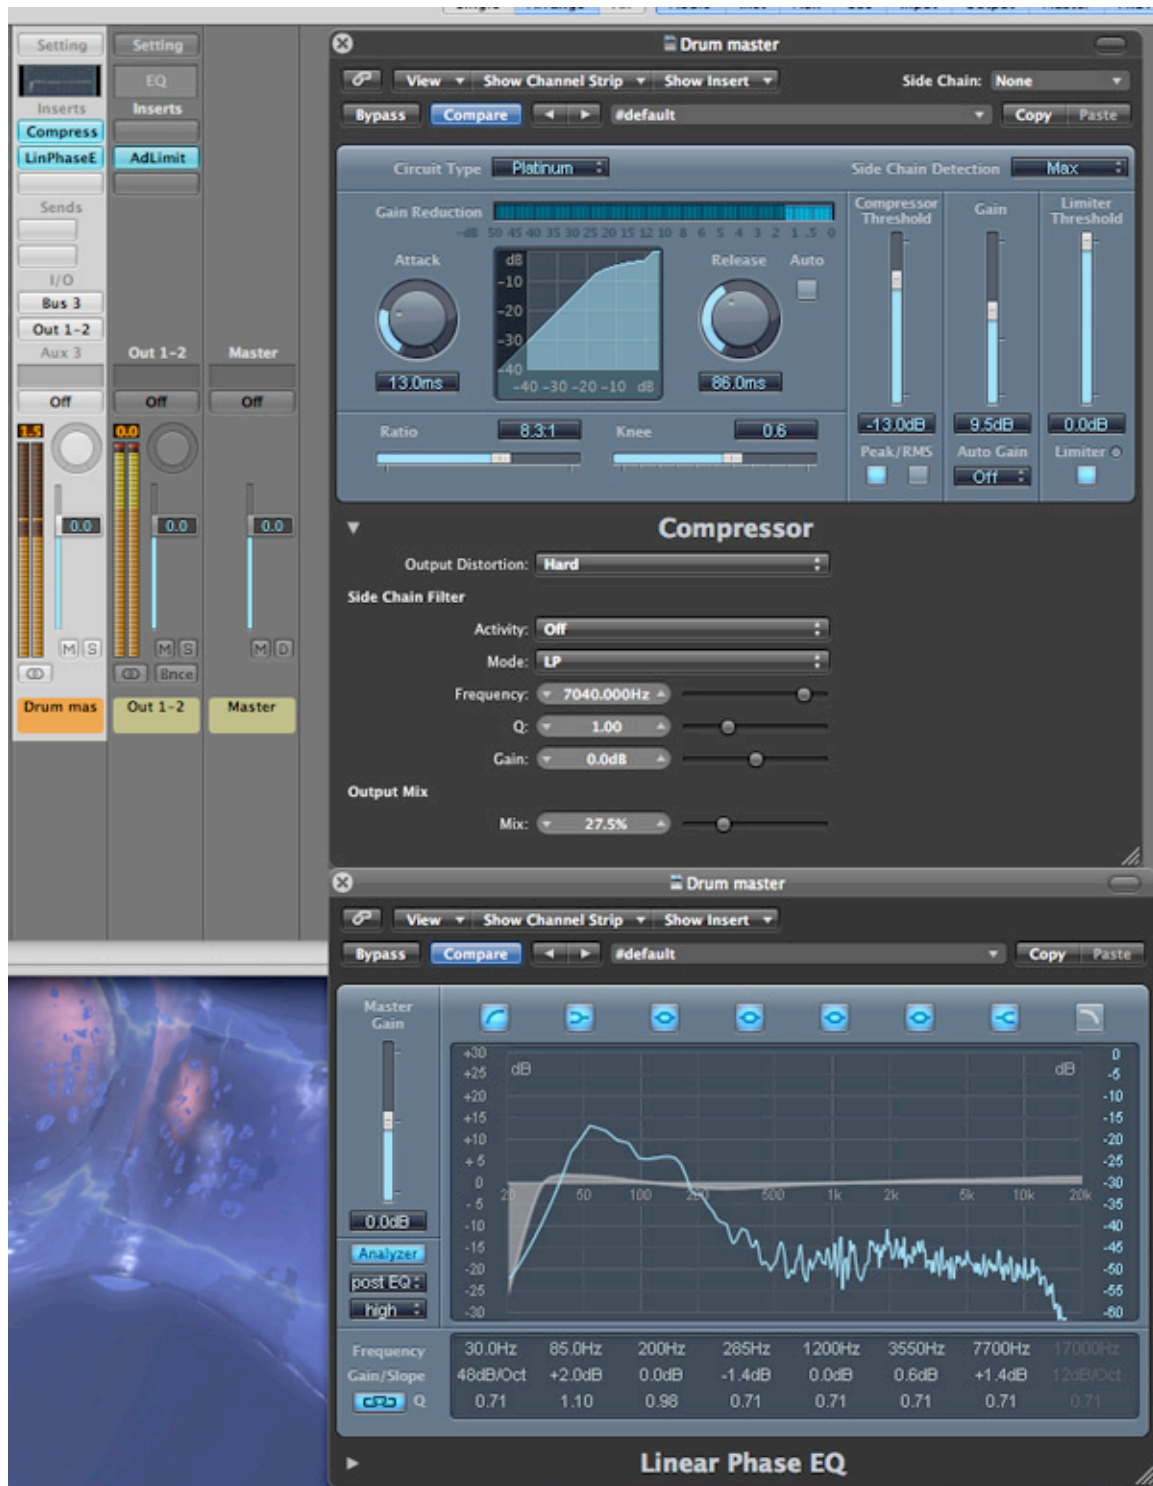 Setting Setting
EQ
Inserts Inserts
Compress
LinPhaseE AdLimit
Sends
I/O
Bus 3
Out 1-2
Aux 3 Out 1-2 Master
Off Off Off
1.5 0.0
0.0 0.0 0.0
M S M S M D
Bnce
Drum mas Out 1-2 Master
Drum master
View Show Channel Strip Show Insert Side Chain: None
Bypass Compare #default Copy Paste
Circuit Type Platinum Side Chain Detection Max
Gain Reduction
-dB 50 45 40 35 30 25 20 15 12 10 8 6 5 4 3 2 1 .5 0
Compressor Threshold Gain Limiter Threshold
Attack Release Auto
dB
-10
-20
-30
-40
-40 -30 -20 -10 dB
13.0ms 86.0ms
-13.0dB 9.5dB 0.0dB
Ratio 8.3:1 Knee 0.6
Peak/RMS Auto Gain Limiter
Off
Compressor
Output Distortion: Hard
Side Chain Filter
Activity: Off
Mode: LP
Frequency: 7040.000Hz
Q: 1.00
Gain: 0.0dB
Output Mix
Mix: 27.5%
Drum master
View Show Channel Strip Show Insert
Bypass Compare #default Copy Paste
Master Gain
dB dB
+30 0
+25 -5
+20 -10
+15 -15
+10 -20
+5 -25
0 20 50 100 200 500 1k 2k 5k 10k 20k -30
-5 -35
-10 -40
-15 -45
-20 -50
-25 -55
-30 -60
0.0dB
Analyzer
post EQ
high
Frequency 30.0Hz 85.0Hz 200Hz 285Hz 1200Hz 3550Hz 7700Hz 17000Hz
Gain/Slope 48dB/Oct +2.0dB 0.0dB -1.4dB 0.0dB 0.6dB +1.4dB 12dB/Oct
Q 0.71 1.10 0.98 0.71 0.71 0.71 0.71 0.71
Linear Phase EQ